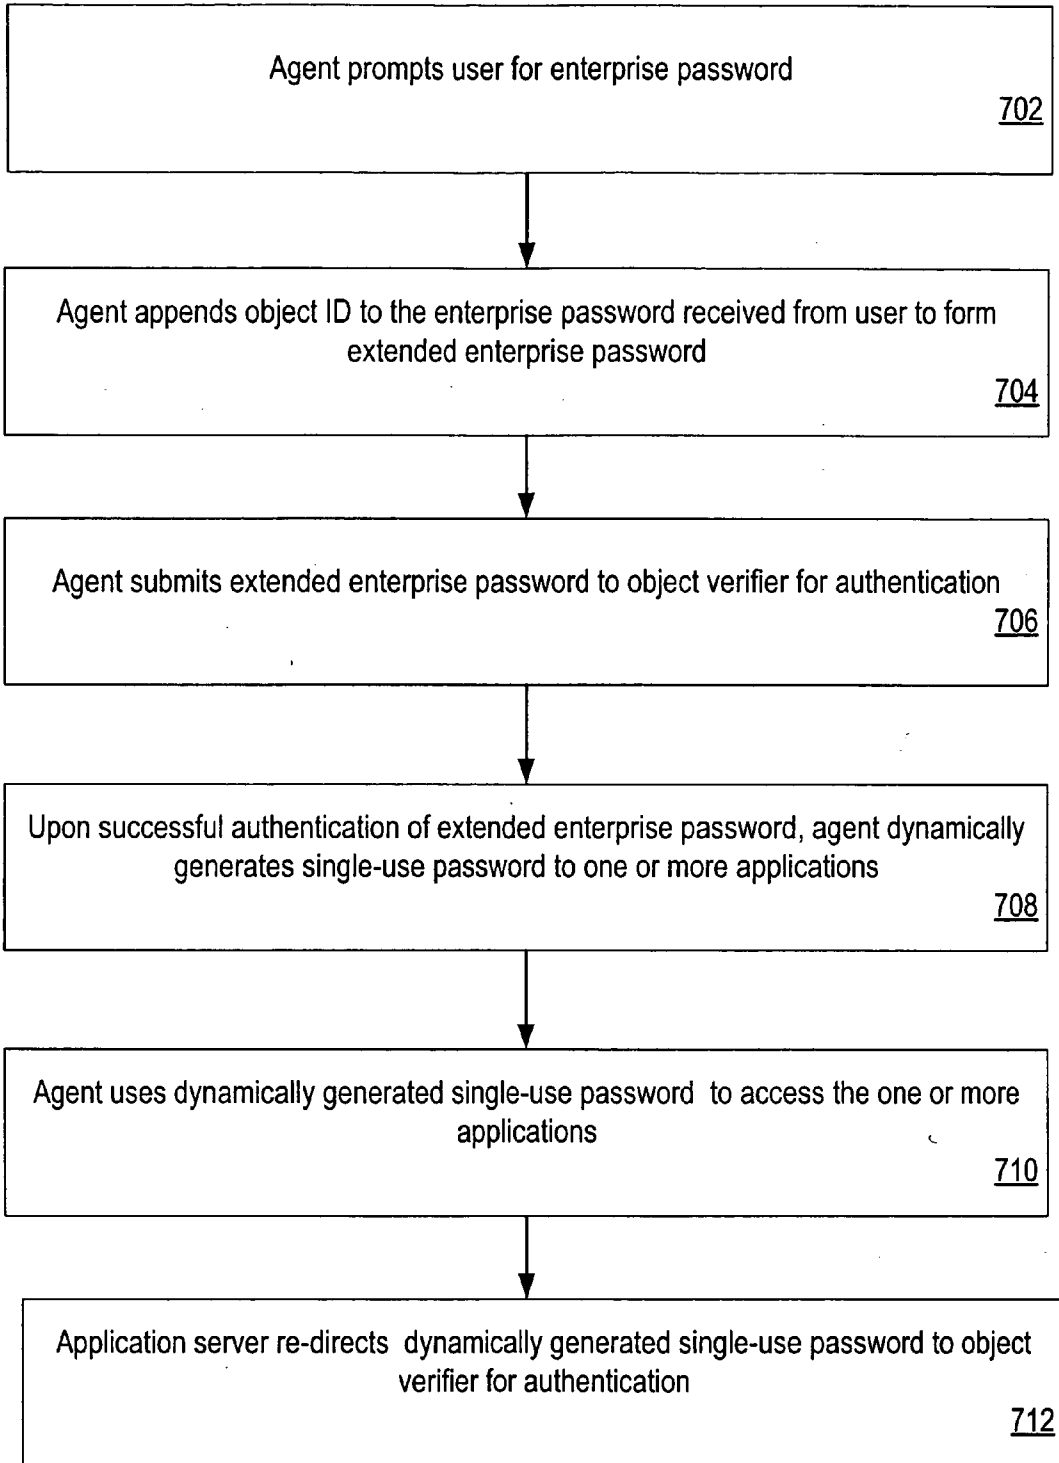 Agent prompts user for enterprise password
702
Agent appends object ID to the enterprise password received from user to form
extended enterprise password
704
Agent submits extended enterprise password to object verifier for authentication
706
Upon successful authentication of extended enterprise password, agent dynamically
generates single-use password to one or more applications
708
Agent uses dynamically generated single-use password to access the one or more
applications
710
Application server re-directs dynamically generated single-use password to object
verifier for authentication
712